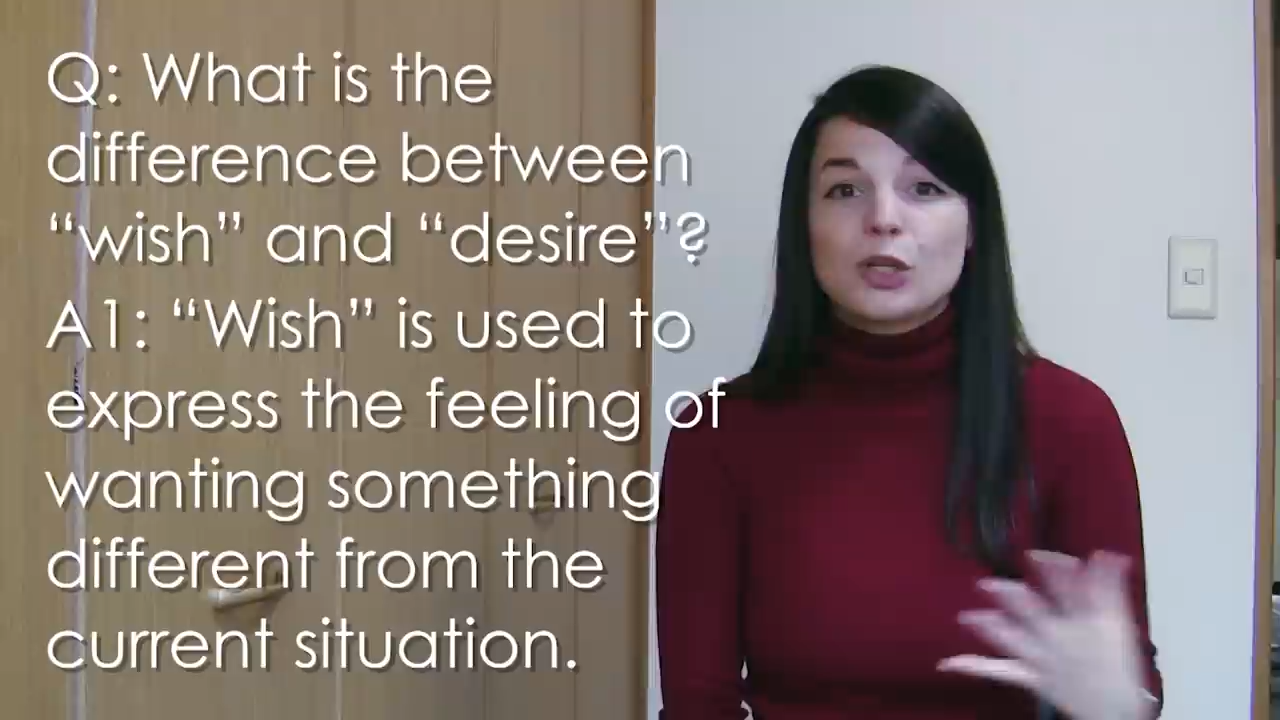 Q: What is the
difference between
“wish” and “desire”?
A1: “Wish” is used to
express the feeling of
wanting something
different from the
current situation.